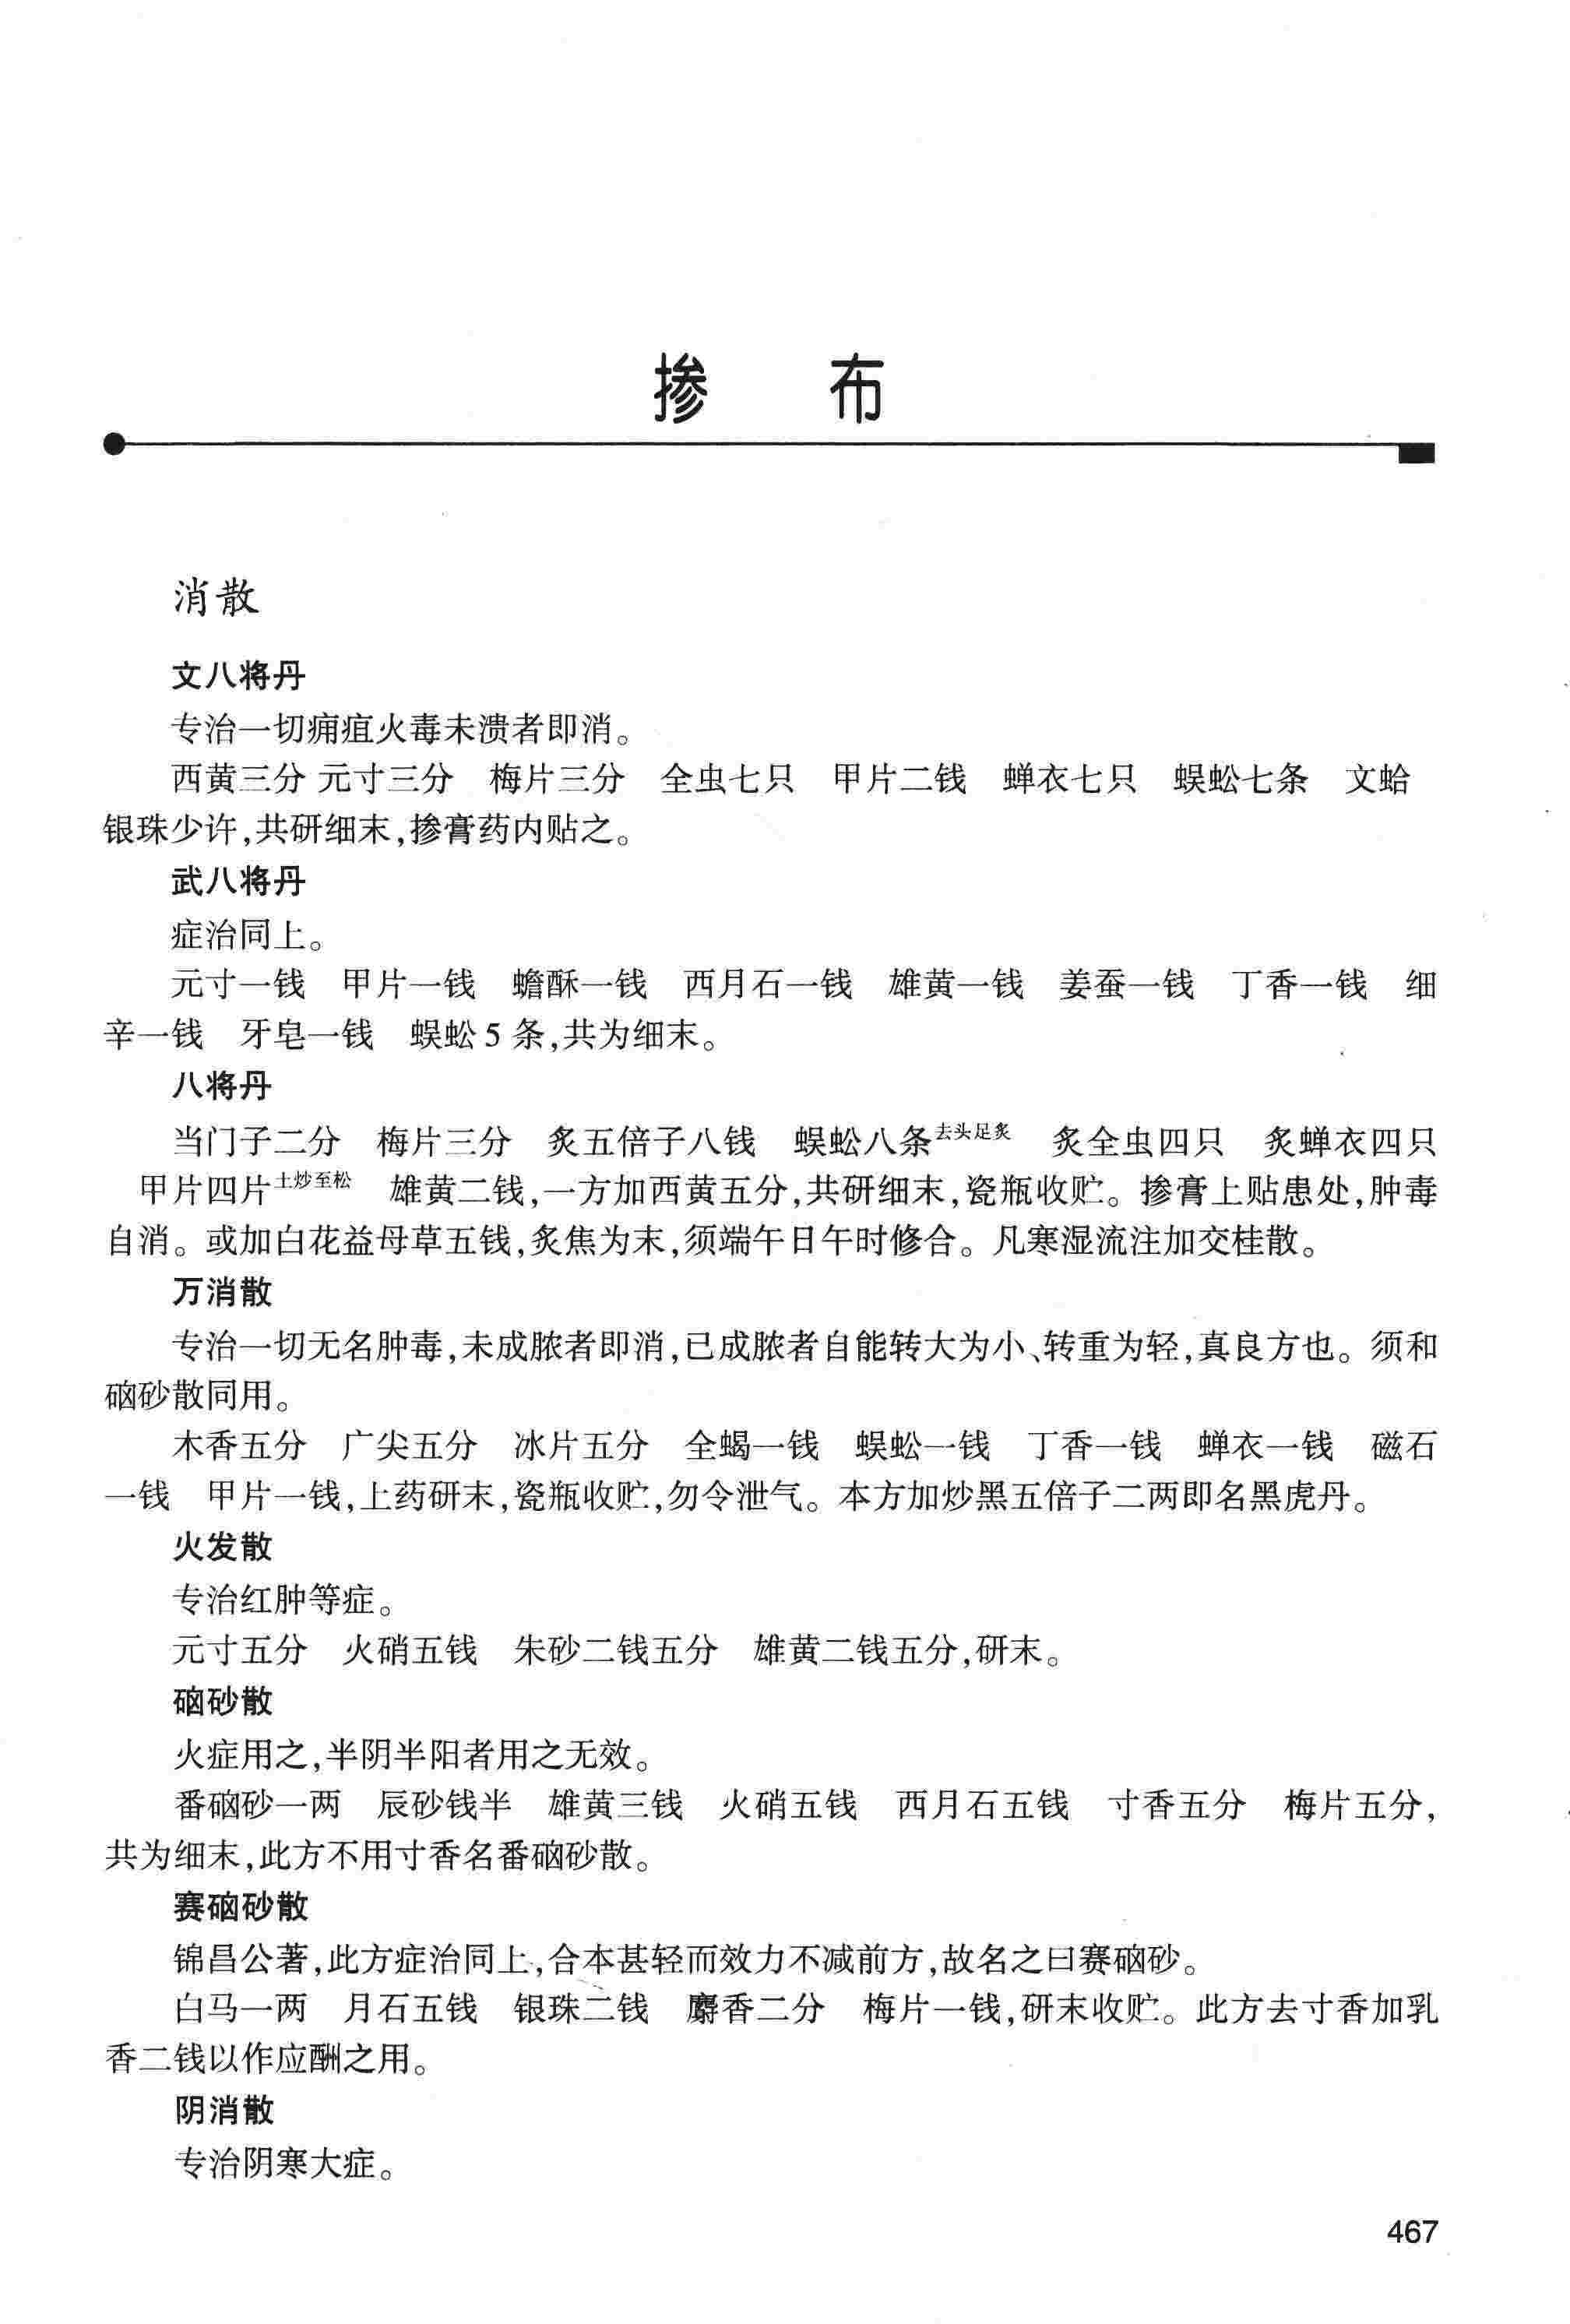 掺　布
消散
文八将丹
专治一切痈疽火毒未溃者即消。
西黄三分 元寸三分　梅片三分　全虫七只　甲片二钱　蝉衣七只　蜈蚣七条　文蛤
银珠少许,共研细末,掺膏药内贴之。
武八将丹
症治同上。
元寸一钱　甲片一钱　蟾酥一钱　西月石一钱　雄黄一钱　姜蚕一钱　丁香一钱　细
辛一钱　牙皂一钱　蜈蚣5条,共为细末。
八将丹
当门子二分　梅片三分　炙五倍子八钱　蜈蚣八条去头足炙　炙全虫四只　炙蝉衣四只
甲片四片土炒至松　雄黄二钱,一方加西黄五分,共研细末,瓷瓶收贮。掺膏上贴患处,肿毒
自消。或加白花益母草五钱,炙焦为末,须端午日午时修合。凡寒湿流注加交桂散。
万消散
专治一切无名肿毒,未成脓者即消,已成脓者自能转大为小、转重为轻,真良方也。须和
硇砂散同用。
木香五分　广尖五分　冰片五分　全蝎一钱　蜈蚣一钱　丁香一钱　蝉衣一钱　磁石
一钱　甲片一钱,上药研末,瓷瓶收贮,勿令泄气。本方加炒黑五倍子二两即名黑虎丹。
火发散
专治红肿等症。
元寸五分　火硝五钱　朱砂二钱五分　雄黄二钱五分,研末。
硇砂散
火症用之,半阴半阳者用之无效。
番硇砂一两　辰砂钱半　雄黄三钱　火硝五钱　西月石五钱　寸香五分　梅片五分,
共为细末,此方不用寸香名番硇砂散。
赛硇砂散
锦昌公著,此方症治同上,合本甚轻而效力不减前方,故名之曰赛硇砂。
白马一两　月石五钱　银珠二钱　麝香二分　梅片一钱,研末收贮。此方去寸香加乳
香二钱以作应酬之用。
阴消散
专治阴寒大症。
467